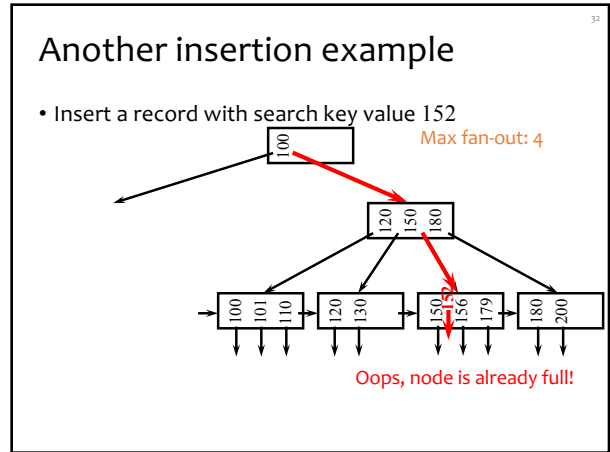 32
Another insertion example
• Insert a record with search key value 152
Max fan-out: 4
100
120 150 180
100 101 110 120 130 150 152 156 179 180 200
Oops, node is already full!